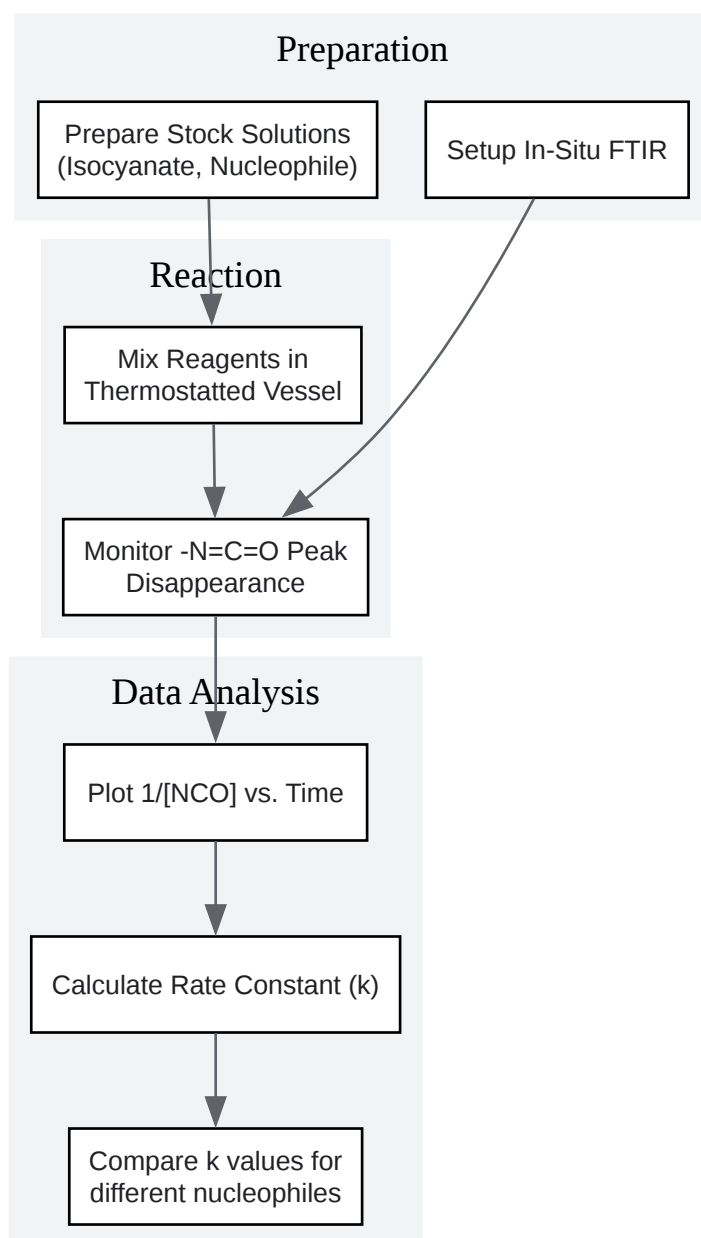 Preparation
Prepare Stock Solutions
(Isocyanate, Nucleophile)
Setup In-Situ FTIR
Reaction
Mix Reagents in
Thermostatted Vessel
Monitor -N=C=O Peak
Disappearance
Data Analysis
Plot 1/[NCO] vs. Time
Calculate Rate Constant (k)
Compare k values for
different nucleophiles